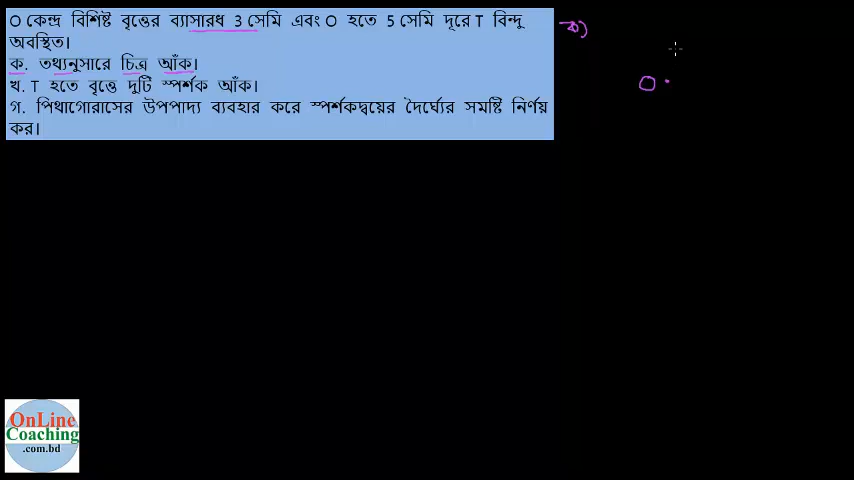 O কেন্দ্র বিশিষ্ট বৃত্তের ব্যাসারধ 3 সেমি এবং O হতে 5 সেমি দূরে T বিন্দু
অবস্থিত।
ক. তথ্যনুসারে চিত্র আঁক।
খ. T হতে বৃত্তে দুটি স্পর্শক আঁক।
গ. পিথাগোরাসের উপপাদ্য ব্যবহার করে স্পর্শকদ্বয়ের দৈর্ঘ্যের সমষ্টি নির্ণয়
কর।
ক)
O
OnLine
Coaching
.com.bd